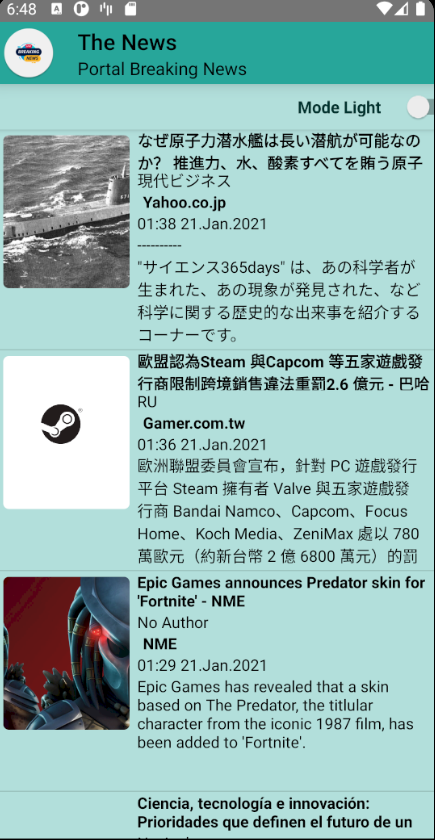 6:48
The News
Portal Breaking News
BREAKING
NEWS
Mode Light
なぜ原子力潜水艦は長い潜航が可能なの
か? 推進力、水、酸素すべてを賄う原子
現代ビジネス
Yahoo.co.jp
01:38 21.Jan.2021
----------
"サイエンス365days" は、あの科学者が
生まれた、あの現象が発見された、など
科学に関する歴史的な出来事を紹介する
コーナーです。
歐盟認為Steam 與Capcom 等五家遊戲發
行商限制跨境銷售違法重罰2.6 億元 - 巴哈
RU
Gamer.com.tw
01:36 21.Jan.2021
歐洲聯盟委員會宣布，針對 PC 遊戲發行
平台 Steam 擁有者 Valve 與五家遊戲發
行商 Bandai Namco、Capcom、Focus
Home、Koch Media、ZeniMax 處以 780
萬歐元（約新台幣 2 億 6800 萬元）的罰
Epic Games announces Predator skin for
'Fortnite' - NME
No Author
NME
01:29 21.Jan.2021
Epic Games has revealed that a skin
based on The Predator, the titlular
character from the iconic 1987 film, has
been added to 'Fortnite'.
Ciencia, tecnología e innovación:
Prioridades que definen el futuro de un